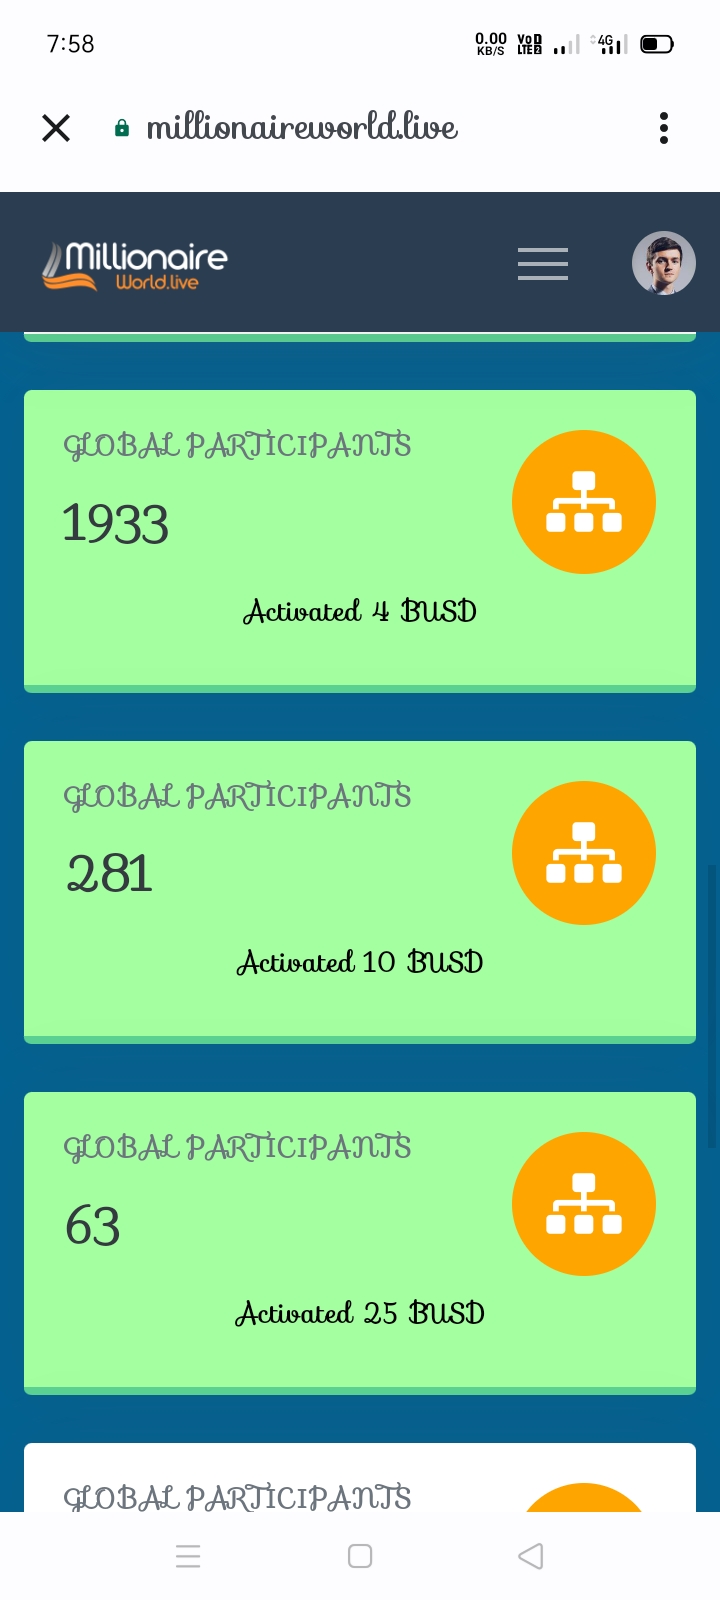 7:58
0.00
KB/S
VoD
LTE2
4G
millionaireworld.live
Millionaire
World.live
GLOBAL PARTICIPANTS
1933
Activated 4 BUSD
GLOBAL PARTICIPANTS
281
Activated 10 BUSD
GLOBAL PARTICIPANTS
63
Activated 25 BUSD
GLOBAL PARTICIPANTS